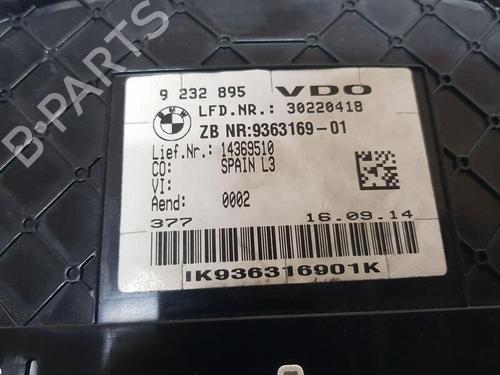 9 232 895 VDO
BMW
LFD.NR.: 30220418
ZB NR:9363169-01
Lief.Nr.: 14369510
CO: SPAIN L3
VI:
Aend: 0002
377 16.09.14
IK936316901K
B-PARTS